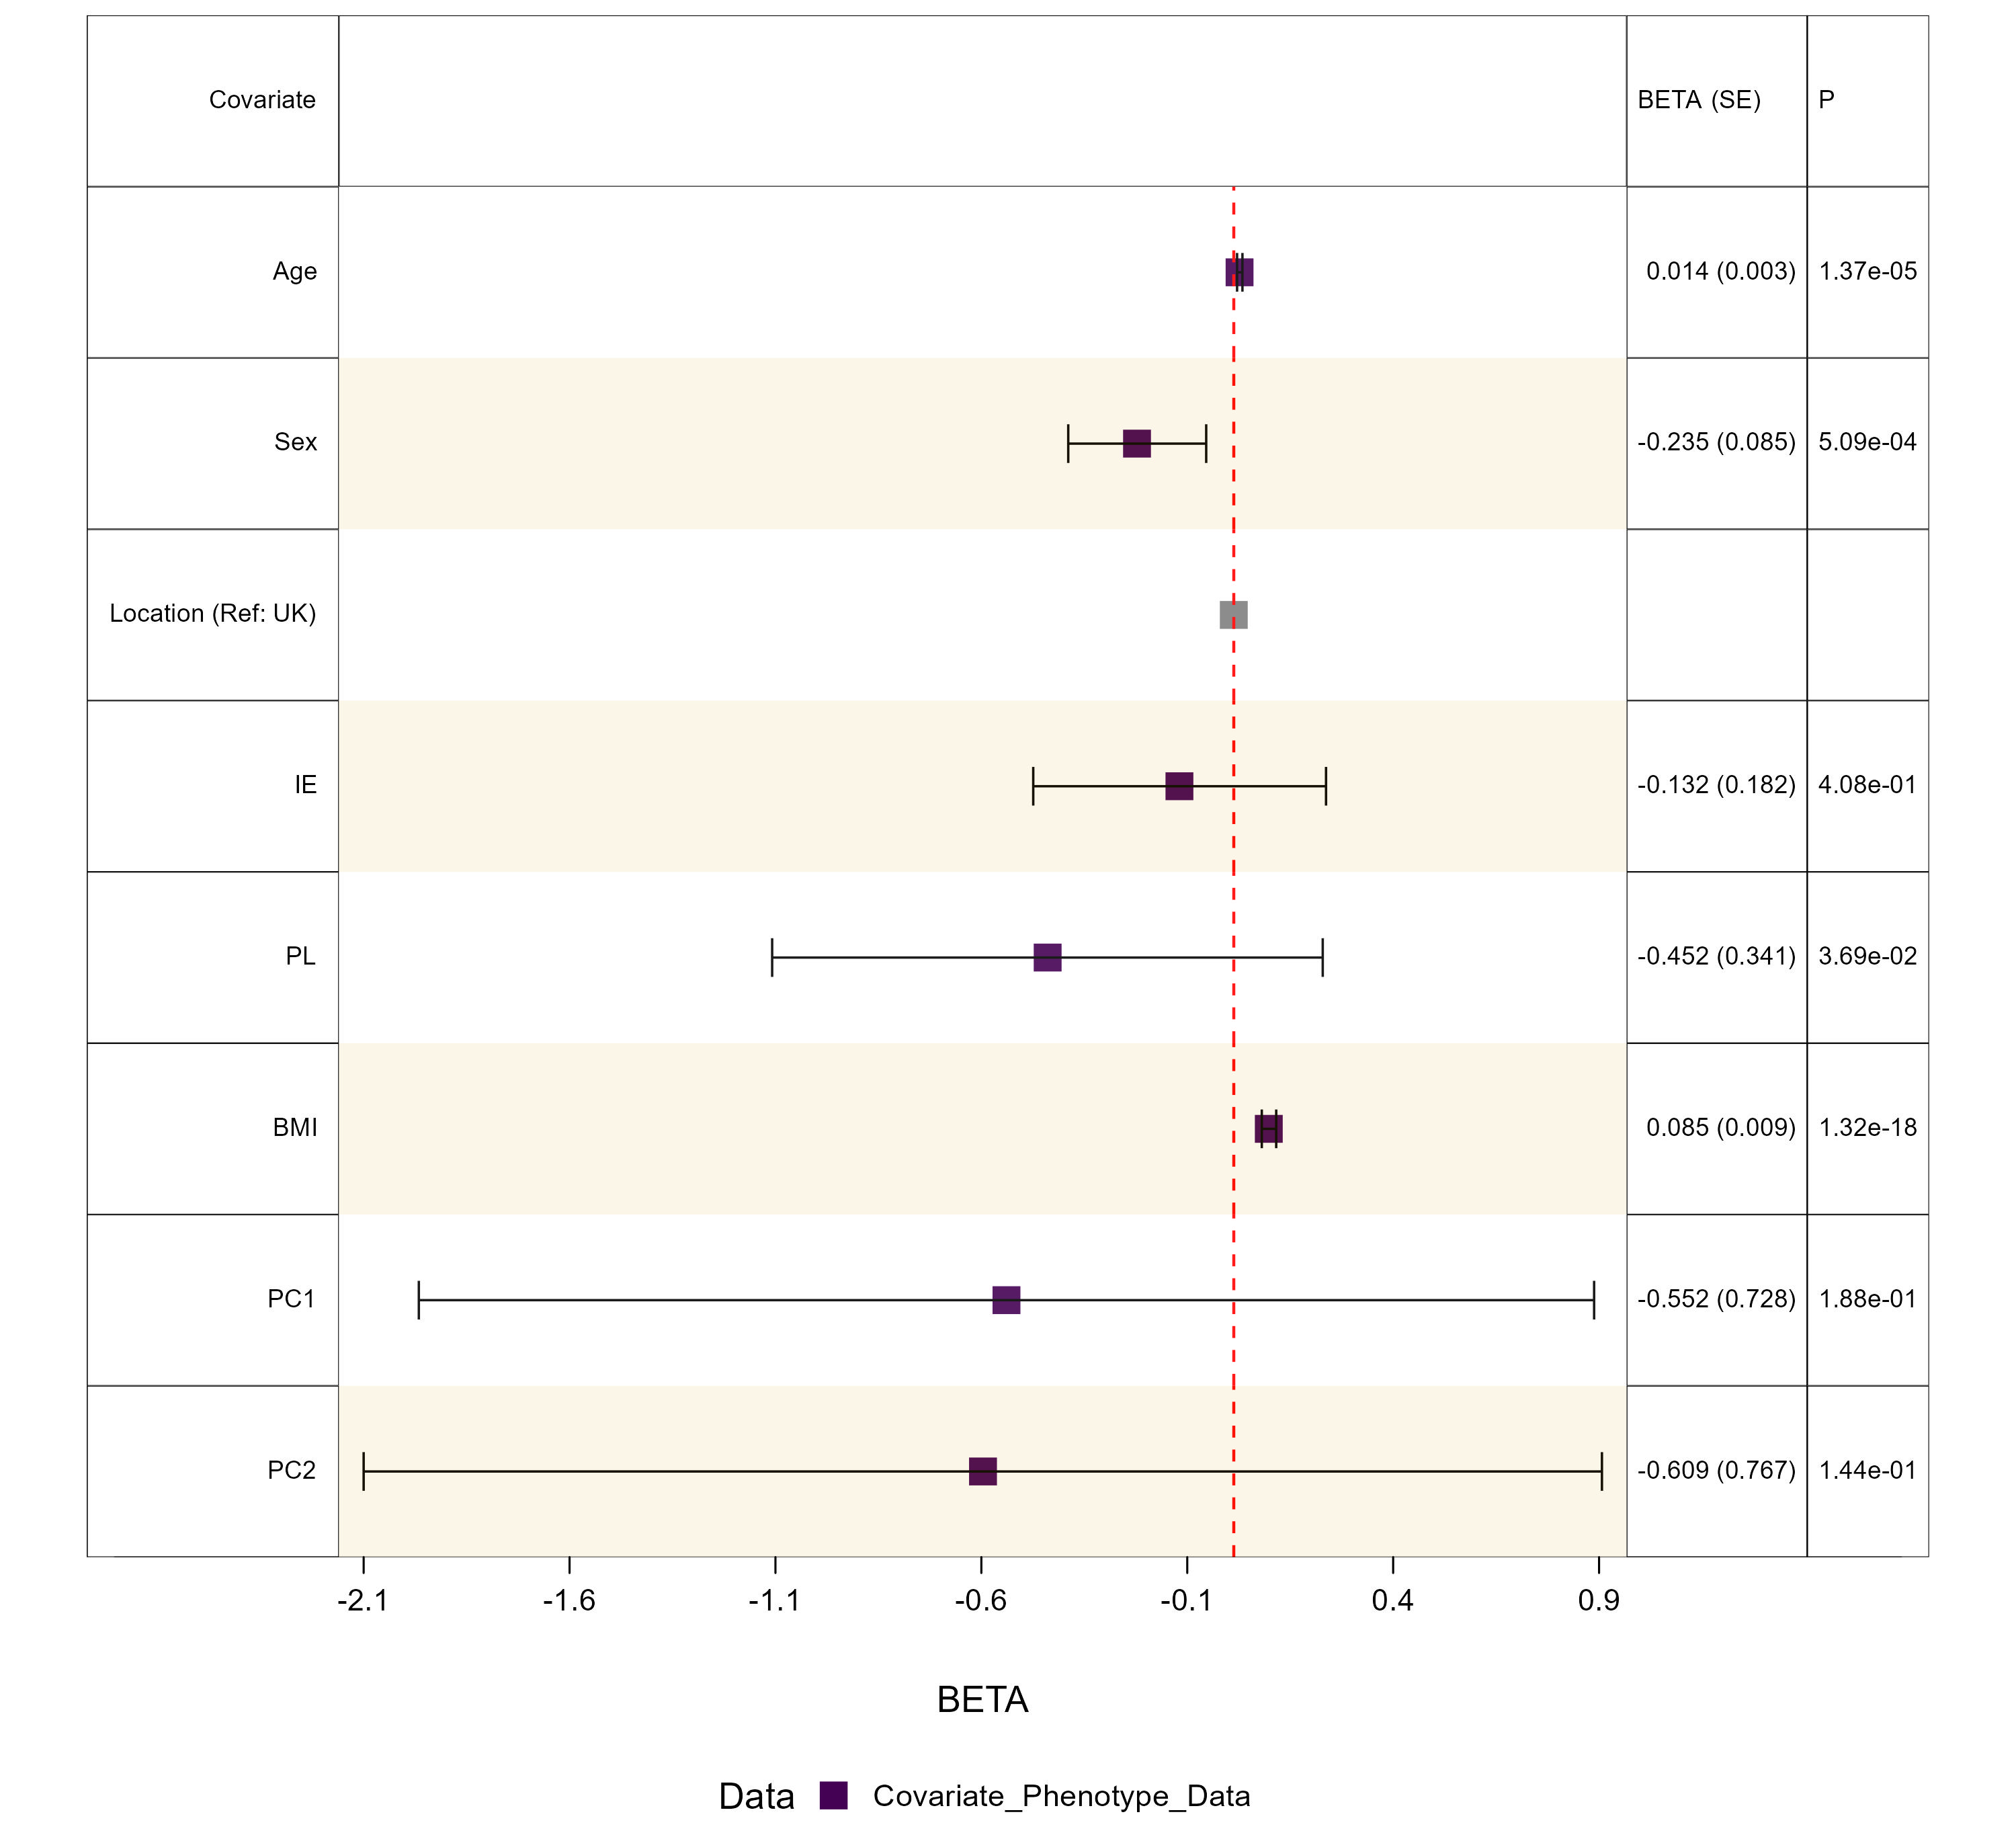 Covariate BETA (SE) P
Age 0.014 (0.003) 1.37e-05
Sex -0.235 (0.085) 5.09e-04
Location (Ref: UK)
IE -0.132 (0.182) 4.08e-01
PL -0.452 (0.341) 3.69e-02
BMI 0.085 (0.009) 1.32e-18
PC1 -0.552 (0.728) 1.88e-01
PC2 -0.609 (0.767) 1.44e-01
-2.1 -1.6 -1.1 -0.6 -0.1 0.4 0.9
BETA
Data Covariate_Phenotype_Data